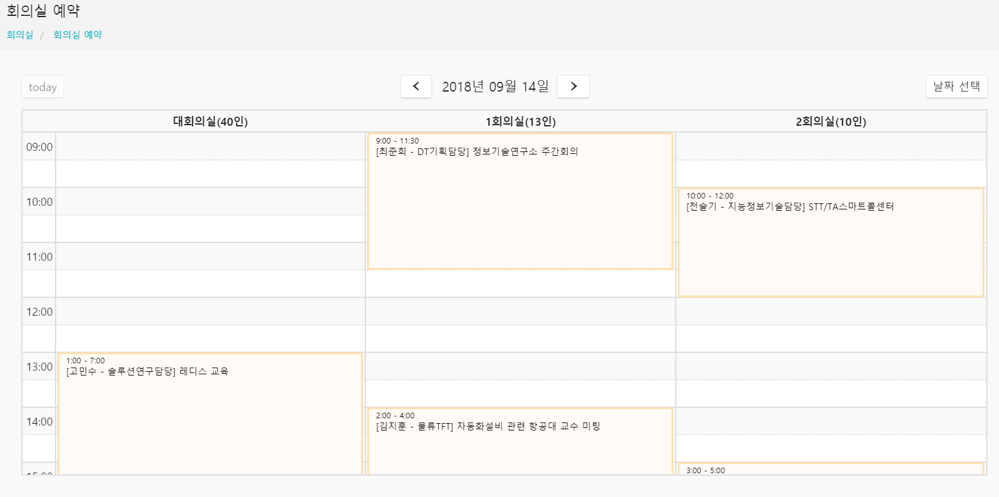 회의실 예약
회의실 / 회의실 예약
today
2018년 09월 14일
날짜 선택
대회의실(40인) 1회의실(13인) 2회의실(10인)
09:00
9:00 - 11:30
[최준희 - DT기획담당] 정보기술연구소 주간회의
10:00
10:00 - 12:00
[전슬기 - 지능정보기술담당] STT/TA스마트콜센터
11:00
12:00
13:00
1:00 - 7:00
[고민수 - 솔루션연구담당] 레디스 교육
14:00
2:00 - 4:00
[김지훈 - 물류TFT] 자동화설비 관련 항공대 교수 미팅
15:00
3:00 - 5:00